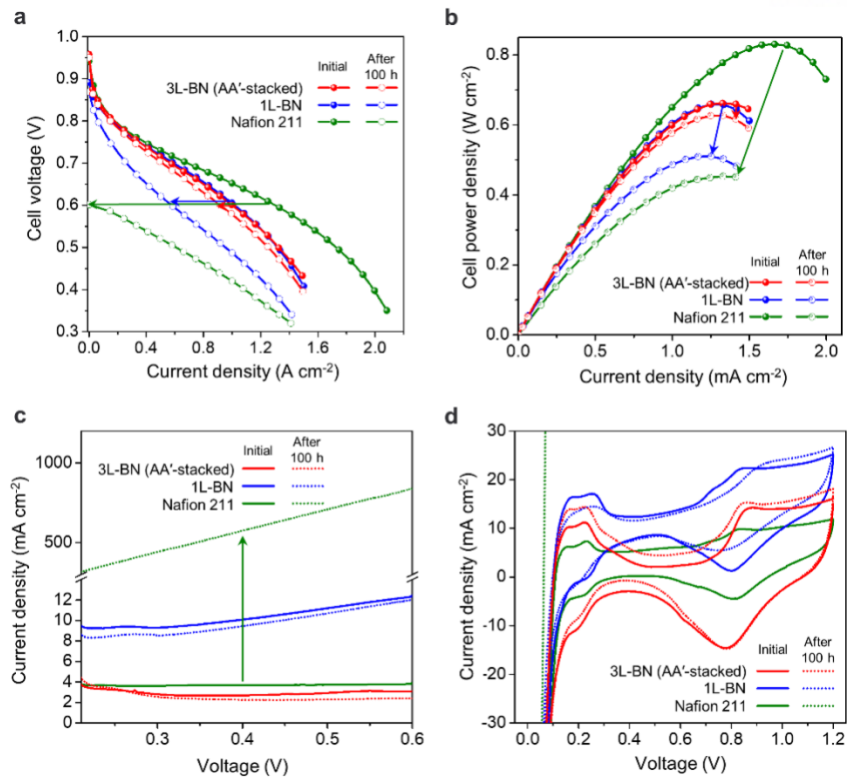 a
1.0
0.9
0.8
0.7
0.6
0.5
0.4
0.3
0.0 0.4 0.8 1.2 1.6 2.0
Cell voltage (V)
Current density (A cm-2)
Initial After 100 h
3L-BN (AA′-stacked)
1L-BN
Nafion 211
b
0.8
0.6
0.4
0.2
0.0
0.0 0.5 1.0 1.5 2.0
Cell power density (W cm-2)
Current density (mA cm-2)
Initial After 100 h
3L-BN (AA′-stacked)
1L-BN
Nafion 211
c
1000
500
12
10
8
6
4
2
0
0.3 0.4 0.5 0.6
Current density (mA cm-2)
Voltage (V)
Initial After 100 h
3L-BN (AA′-stacked)
1L-BN
Nafion 211
d
30
20
10
0
-10
-20
-30
0.0 0.2 0.4 0.6 0.8 1.0 1.2
Current density (mA cm-2)
Voltage (V)
Initial After 100 h
3L-BN (AA′-stacked)
1L-BN
Nafion 211